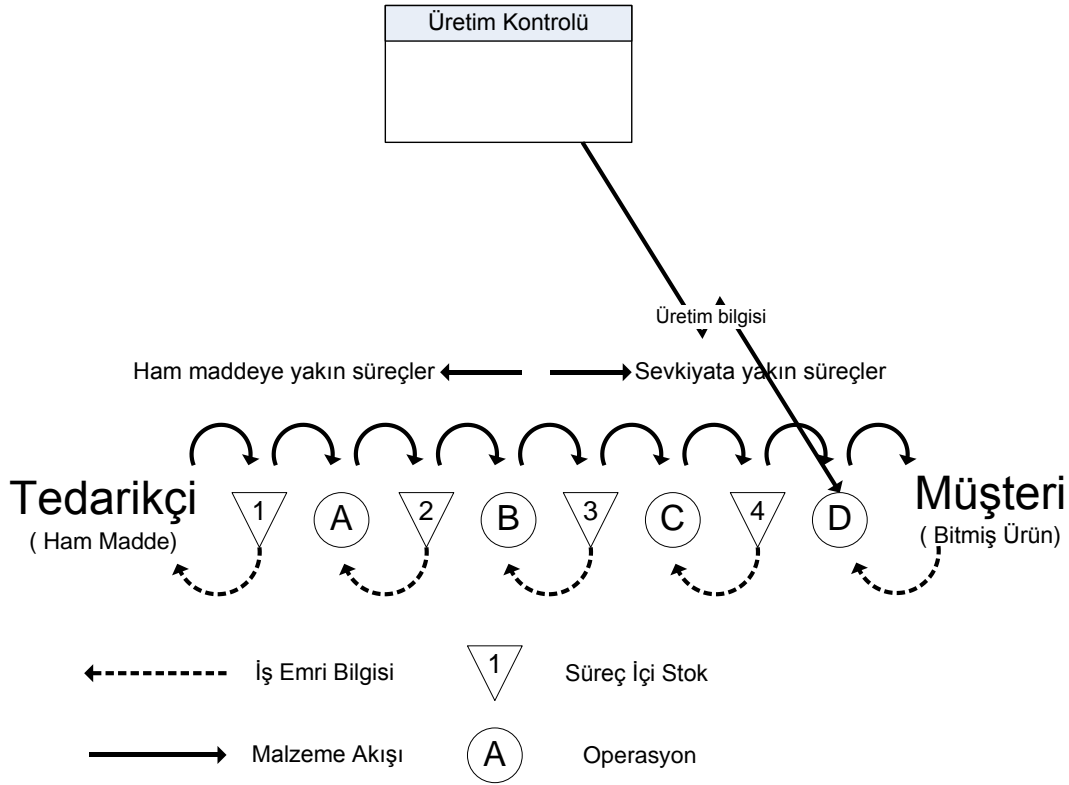 Üretim Kontrolü
Üretim bilgisi
Ham maddeye yakın süreçler
Sevkiyata yakın süreçler
Tedarikçi
( Ham Madde)
1
A
2
B
3
C
4
D
Müşteri
( Bitmiş Ürün)
İş Emri Bilgisi
1
Süreç İçi Stok
Malzeme Akışı
A
Operasyon